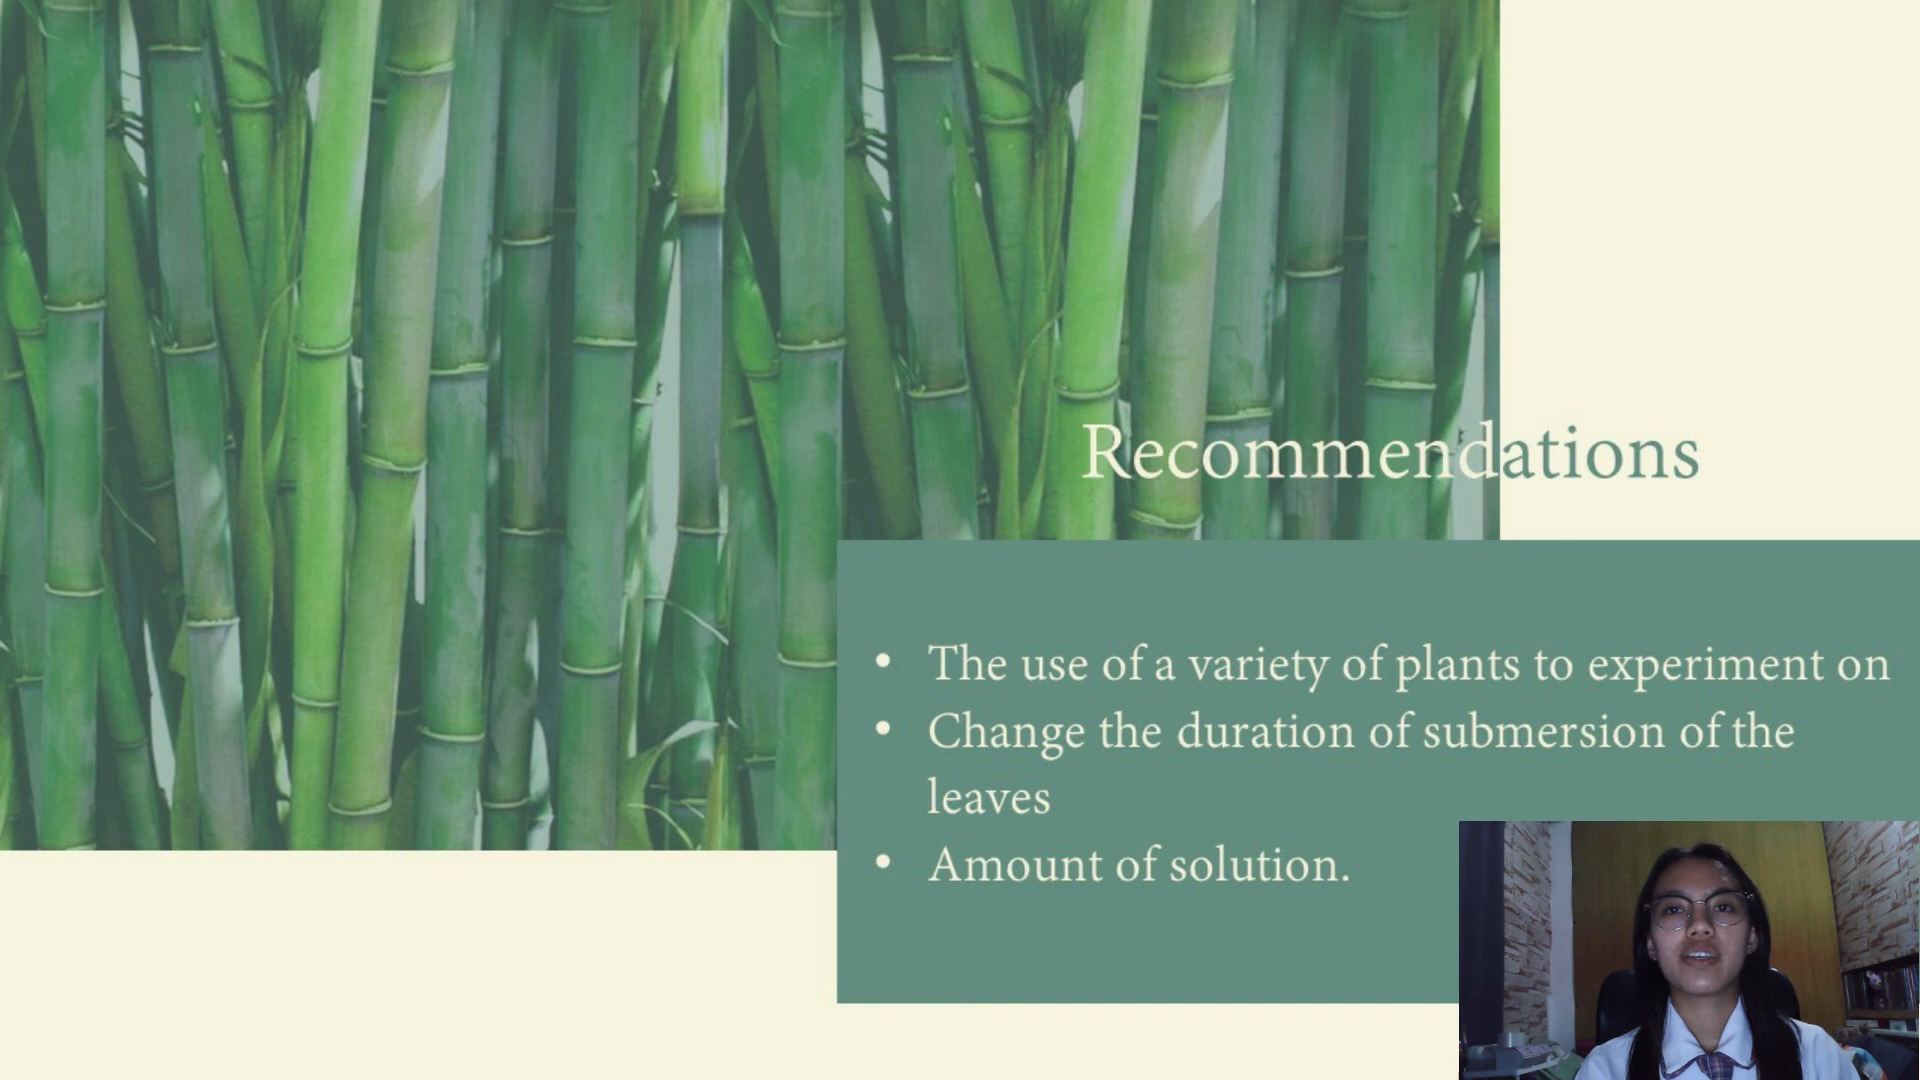 Recommendations
• The use of a variety of plants to experiment on
• Change the duration of submersion of the
leaves
• Amount of solution.